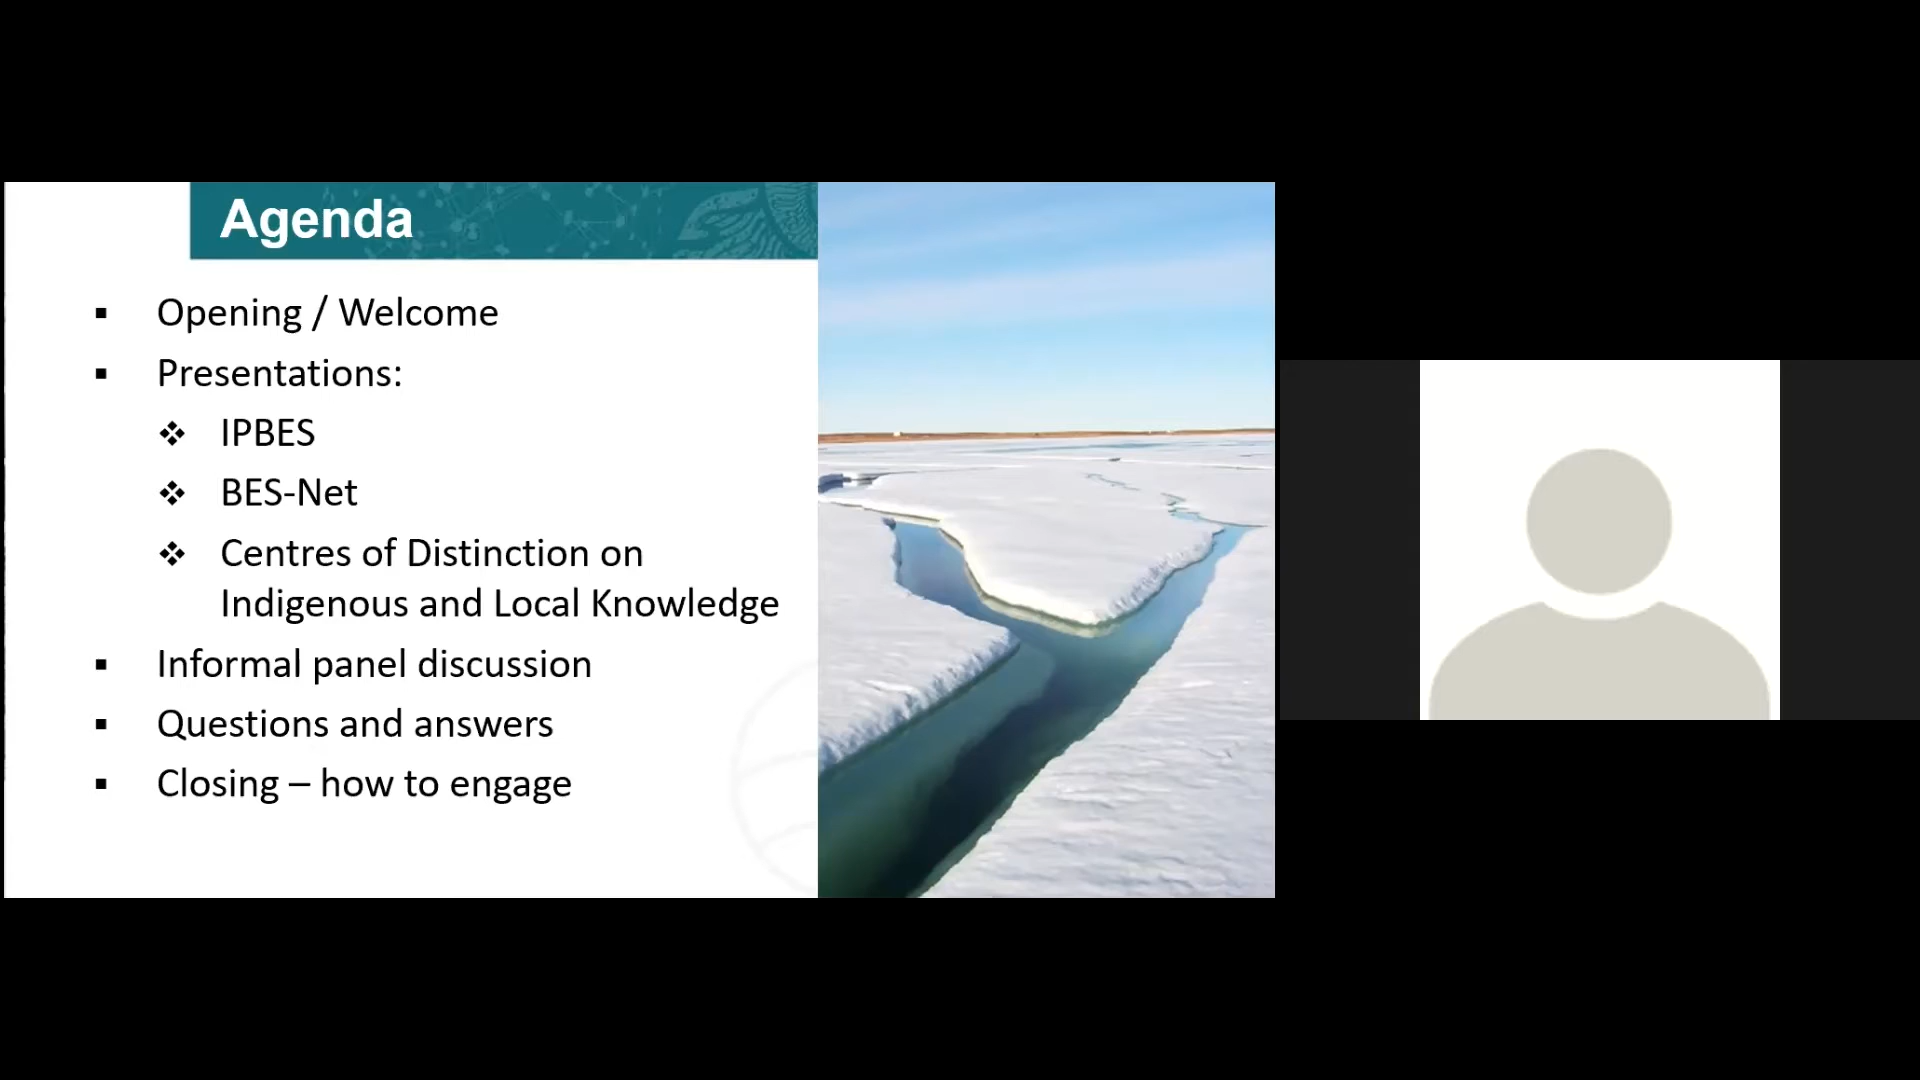 Agenda
▪ Opening / Welcome
▪ Presentations:
❖ IPBES
❖ BES-Net
❖ Centres of Distinction on
Indigenous and Local Knowledge
▪ Informal panel discussion
▪ Questions and answers
▪ Closing – how to engage